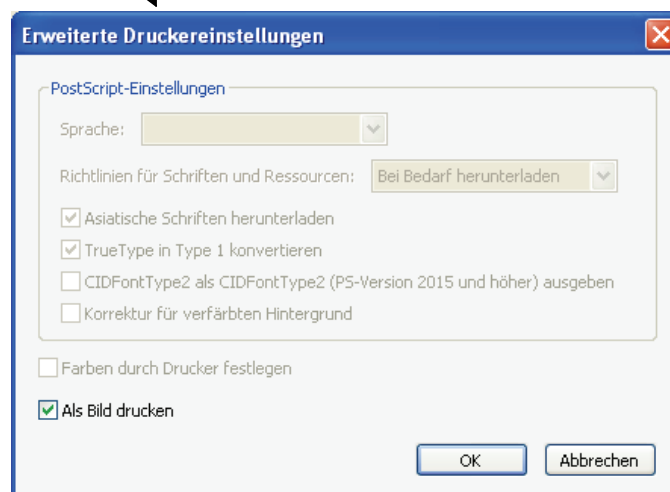 Erweiterte Druckereinstellungen
PostScript-Einstellungen
Sprache:
Richtlinien für Schriften und Ressourcen: Bei Bedarf herunterladen
Asiatische Schriften herunterladen
TrueType in Type 1 konvertieren
CIDFontType2 als CIDFontType2 (PS-Version 2015 und höher) ausgeben
Korrektur für verfärbten Hintergrund
Farben durch Drucker festlegen
Als Bild drucken
OK Abbrechen